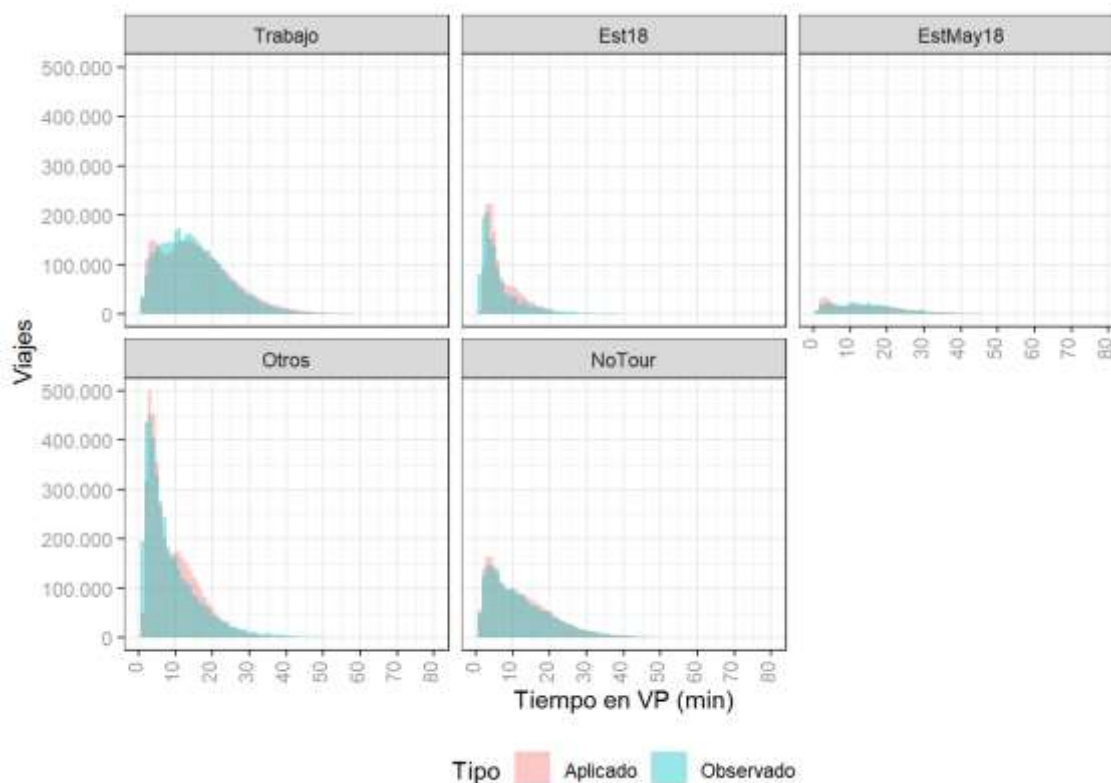 Trabajo Est18 EstMay18
500.000
400.000
300.000
200.000
100.000
0
0 10 20 30 40 50 60 70 80
Viajes
Otros NoTour
500.000
400.000
300.000
200.000
100.000
0
0 10 20 30 40 50 60 70 80 0 10 20 30 40 50 60 70 80
Tiempo en VP (min)
Tipo Aplicado Observado